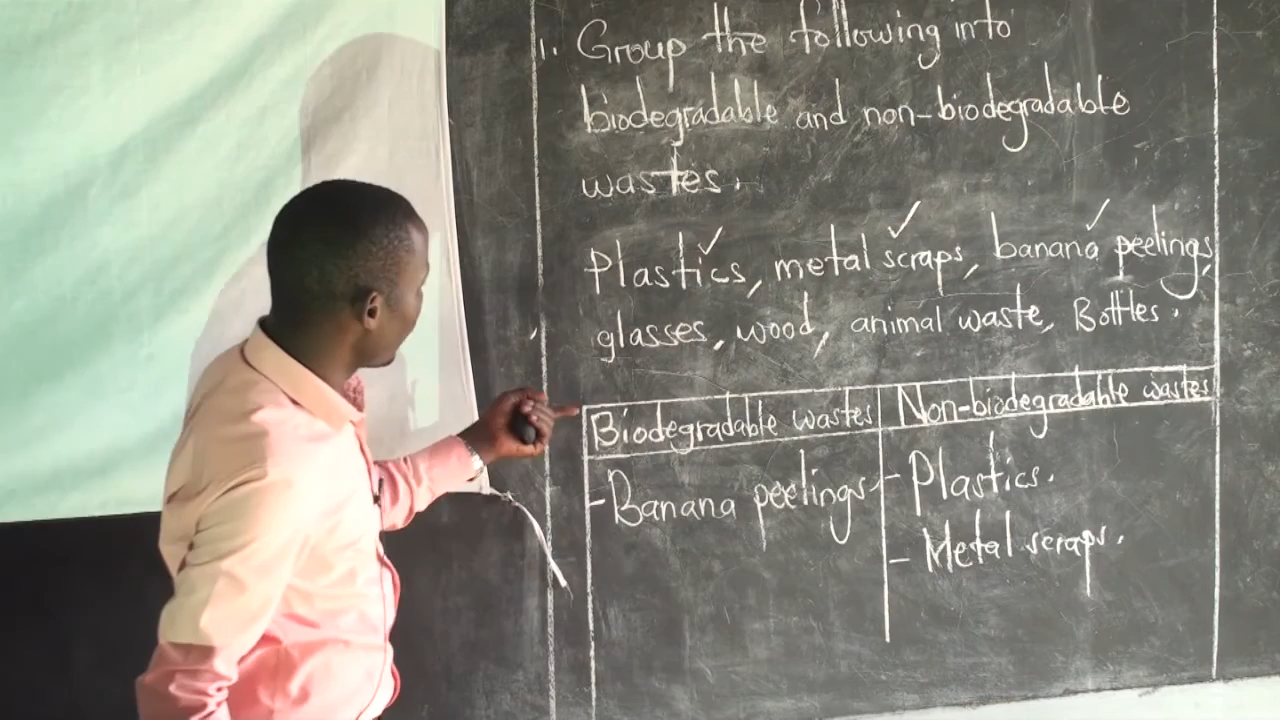 1. Group the following into
biodegradable and non-biodegradable
wastes.
Plastics, metal scraps, banana peelings,
glasses, wood, animal waste, Bottles.
Biodegradable wastes Non-biodegradable wastes
- Banana peelings - Plastics.
- Metal scraps.